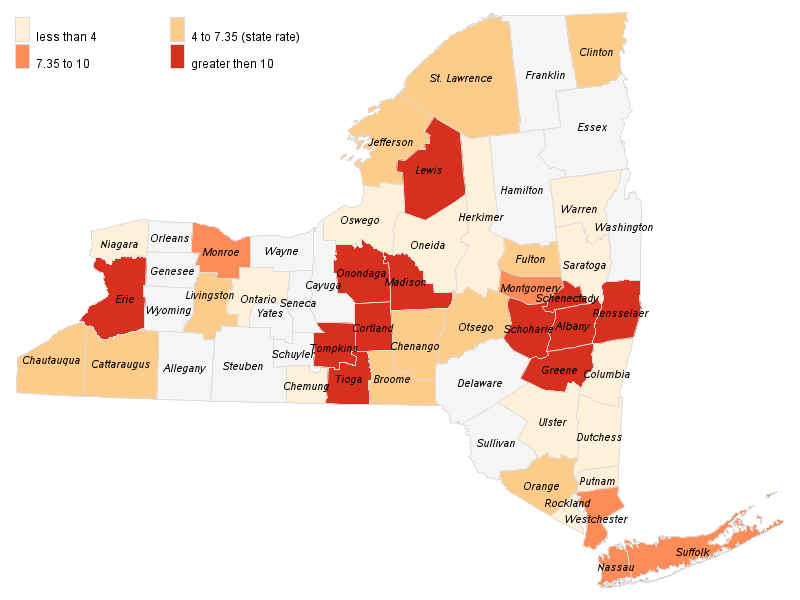 less than 4
4 to 7.35 (state rate)
7.35 to 10
greater then 10
Clinton
Franklin
St. Lawrence
Essex
Jefferson
Lewis
Hamilton
Warren
Herkimer
Oswego
Washington
Orleans
Niagara
Oneida
Monroe
Wayne
Fulton
Saratoga
Genesee
Onondaga
Madison
Cayuga
Montgomery
Livingston
Erie
Ontario
Schenectady
Seneca
Wyoming
Yates
Rensselaer
Albany
Otsego
Cortland
Schoharie
Chenango
Tompkins
Schuyler
Chautauqua
Cattaraugus
Steuben
Allegany
Greene
Columbia
Tioga
Broome
Delaware
Chemung
Ulster
Dutchess
Sullivan
Putnam
Orange
Rockland
Westchester
Suffolk
Nassau